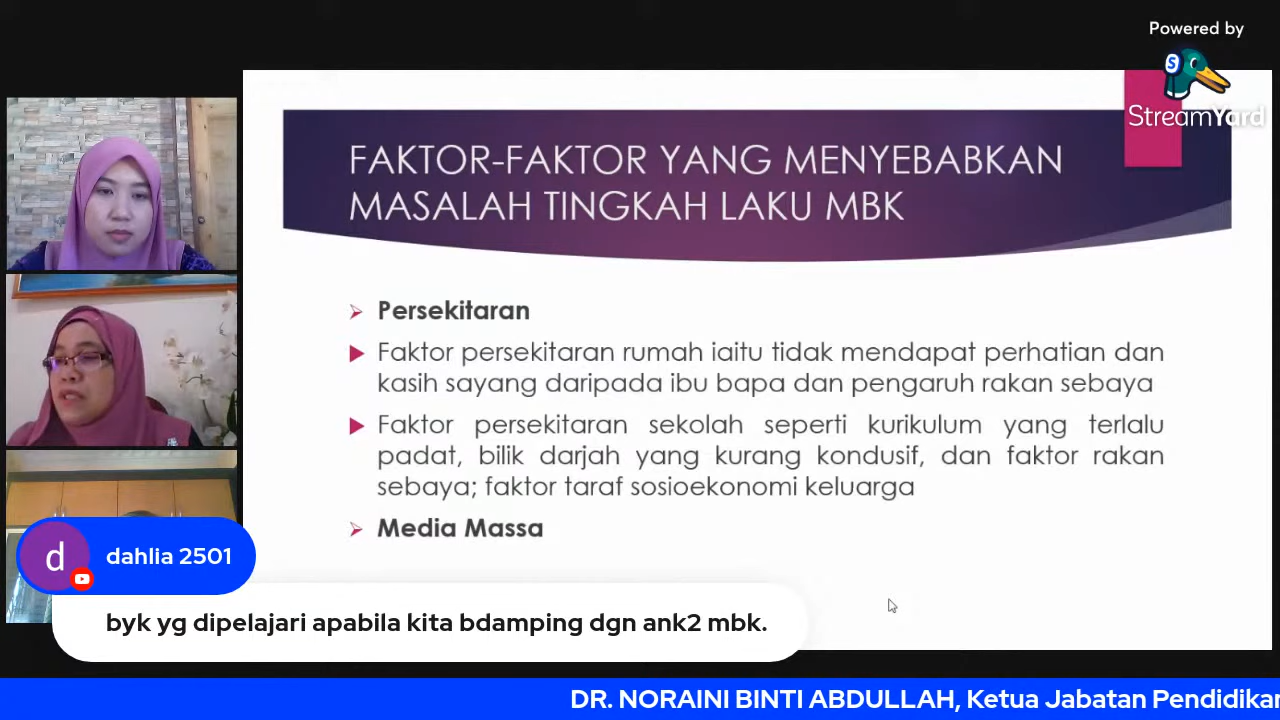 Powered by
StreamYard
FAKTOR-FAKTOR YANG MENYEBABKAN
MASALAH TINGKAH LAKU MBK
Persekitaran
Faktor persekitaran rumah iaitu tidak mendapat perhatian dan
kasih sayang daripada ibu bapa dan pengaruh rakan sebaya
Faktor persekitaran sekolah seperti kurikulum yang terlalu
padat, bilik darjah yang kurang kondusif, dan faktor rakan
sebaya; faktor taraf sosioekonomi keluarga
Media Massa
d
dahlia 2501
byk yg dipelajari apabila kita bdamping dgn ank2 mbk.
DR. NORAINI BINTI ABDULLAH, Ketua Jabatan Pendidikan